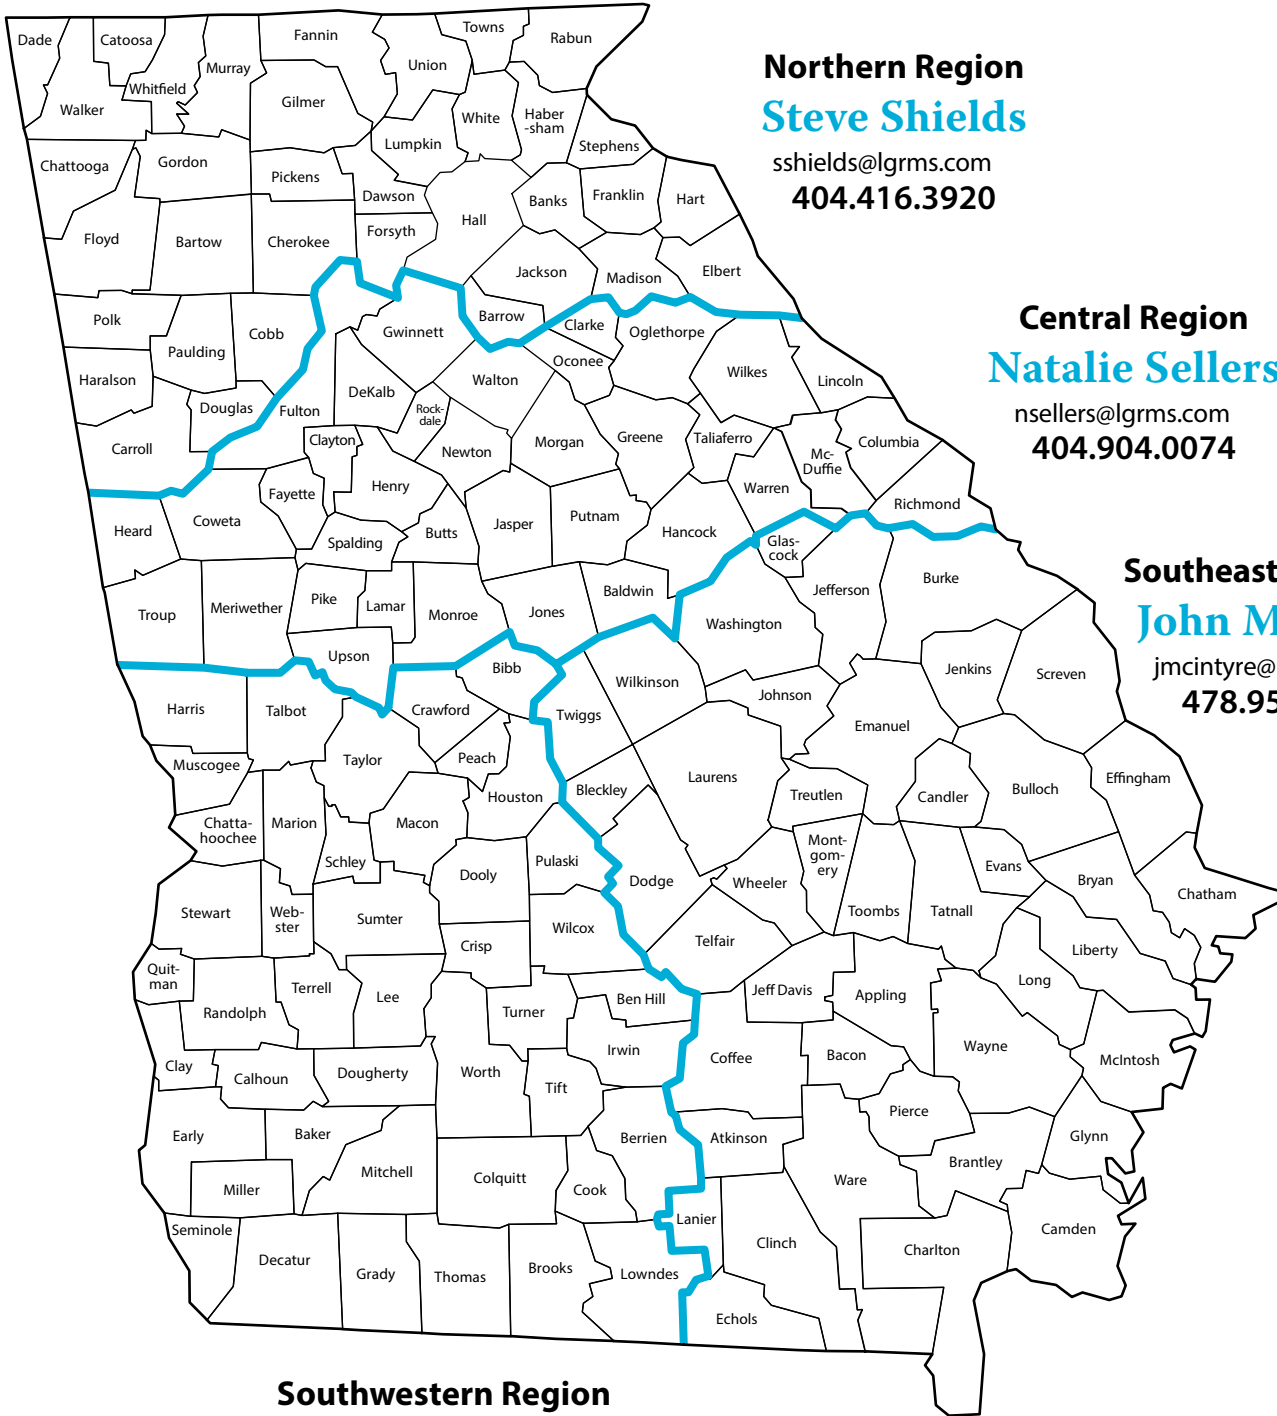 Dade
Catoosa
Fannin
Towns
Rabun
Whitfield
Murray
Union
Walker
Gilmer
White
Haber
-sham
Lumpkin
Stephens
Chattooga
Gordon
Pickens
Dawson
Banks
Franklin
Hart
Hall
Floyd
Bartow
Cherokee
Forsyth
Jackson
Madison
Elbert
Northern Region
Steve Shields
sshields@lgrms.com
404.416.3920
Polk
Paulding
Cobb
Gwinnett
Barrow
Clarke
Oglethorpe
Oconee
Haralson
Douglas
Fulton
DeKalb
Rock-
dale
Walton
Wilkes
Lincoln
Carroll
Clayton
Newton
Morgan
Greene
Taliaferro
Mc-
Duffie
Columbia
Central Region
Natalie Sellers
nsellers@lgrms.com
404.904.0074
Heard
Coweta
Fayette
Henry
Spalding
Butts
Jasper
Putnam
Hancock
Warren
Richmond
Glas-
cock
Troup
Meriwether
Pike
Lamar
Monroe
Jones
Baldwin
Washington
Jefferson
Burke
Upson
Bibb
Wilkinson
Johnson
Jenkins
Screven
Southeast
John M
jmcintyre@
478.95
Harris
Talbot
Crawford
Twiggs
Emanuel
Muscogee
Taylor
Peach
Houston
Bleckley
Laurens
Treutlen
Candler
Bulloch
Effingham
Chatta-
hoochee
Marion
Schley
Macon
Dooly
Pulaski
Dodge
Wheeler
Mont-
gom-
ery
Toombs
Tatnall
Evans
Bryan
Chatham
Stewart
Web-
ster
Sumter
Crisp
Wilcox
Telfair
Liberty
Quit-
man
Randolph
Terrell
Lee
Turner
Ben Hill
Jeff Davis
Appling
Long
Irwin
Coffee
Bacon
Wayne
McIntosh
Clay
Calhoun
Dougherty
Worth
Tift
Pierce
Early
Baker
Mitchell
Berrien
Atkinson
Glynn
Brantley
Miller
Colquitt
Cook
Ware
Seminole
Decatur
Grady
Thomas
Brooks
Lowndes
Lanier
Clinch
Charlton
Camden
Echols
Southwestern Region